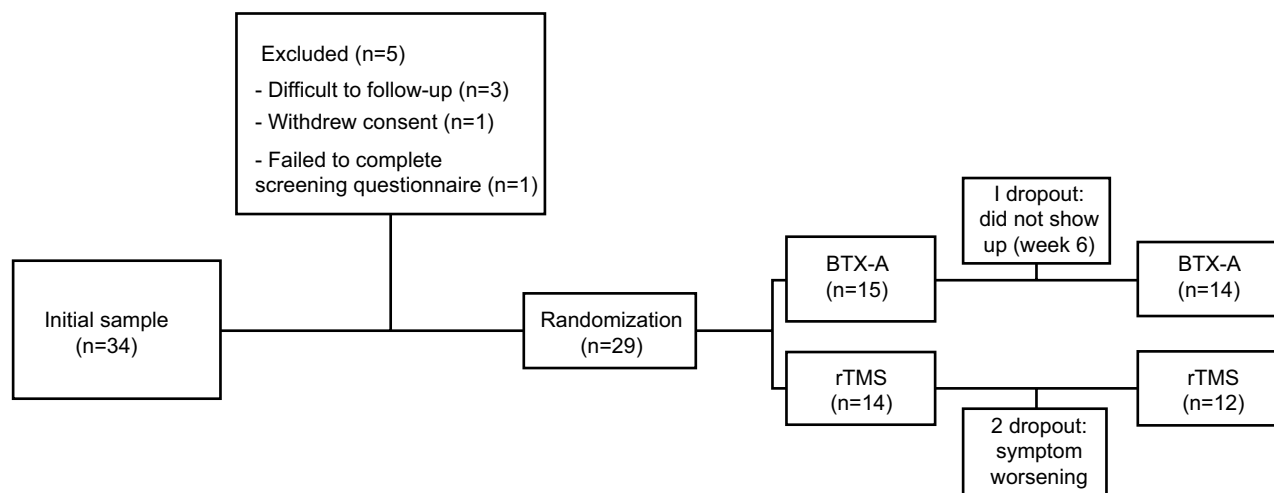 Excluded (n=5)
- Difficult to follow-up (n=3)
- Withdrew consent (n=1)
- Failed to complete
screening questionnaire (n=1)
Initial sample
(n=34)
Randomization
(n=29)
BTX-A
(n=15)
I dropout:
did not show
up (week 6)
BTX-A
(n=14)
rTMS
(n=14)
2 dropout:
symptom
worsening
rTMS
(n=12)